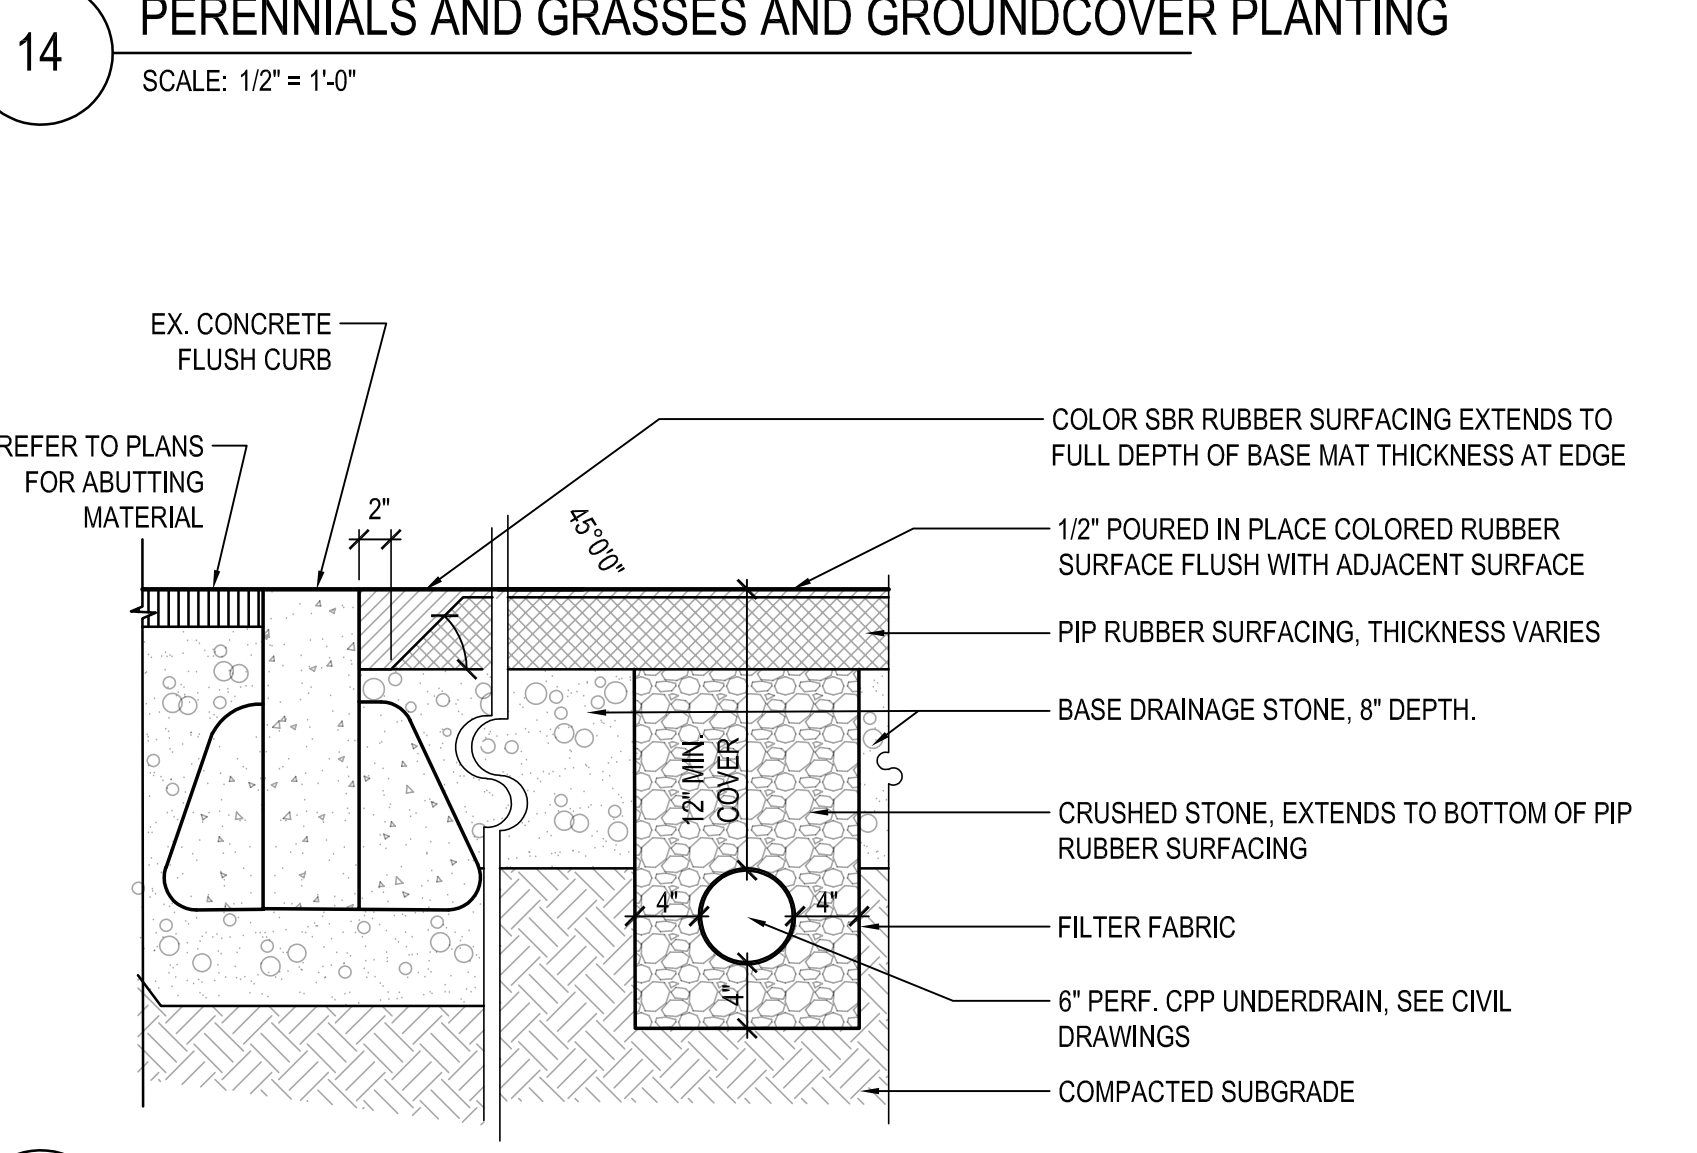 14
PERENNIALS AND GRASSES AND GROUNDCOVER PLANTING
SCALE: 1/2" = 1'-0"
EX. CONCRETE
FLUSH CURB
REFER TO PLANS
FOR ABUTTING
MATERIAL
2"
45°0'0"
COLOR SBR RUBBER SURFACING EXTENDS TO
FULL DEPTH OF BASE MAT THICKNESS AT EDGE
1/2" POURED IN PLACE COLORED RUBBER
SURFACE FLUSH WITH ADJACENT SURFACE
PIP RUBBER SURFACING, THICKNESS VARIES
BASE DRAINAGE STONE, 8" DEPTH.
12" MIN.
COVER
CRUSHED STONE, EXTENDS TO BOTTOM OF PIP
RUBBER SURFACING
4"
4"
FILTER FABRIC
4"
6" PERF. CPP UNDERDRAIN, SEE CIVIL
DRAWINGS
COMPACTED SUBGRADE